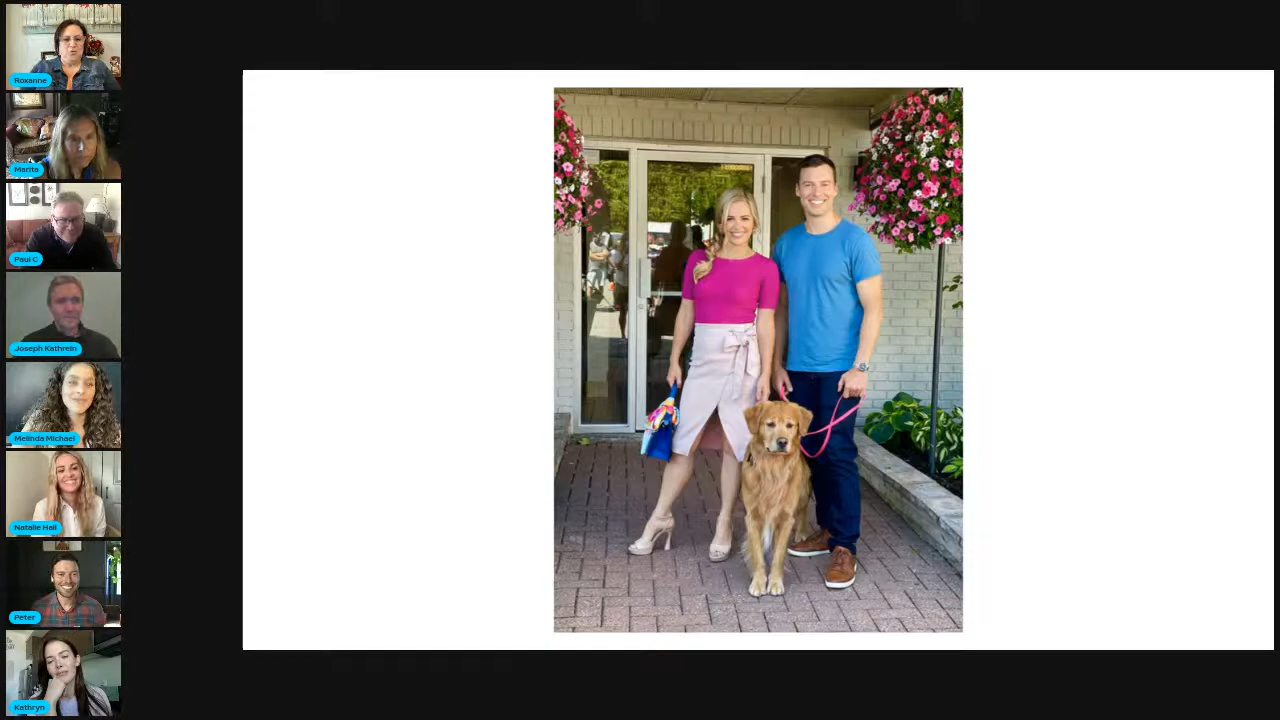 Roxanne
Marita
Paul C
Joseph Kathrein
Melinda Michael
Natalie Hall
Peter
Kathryn